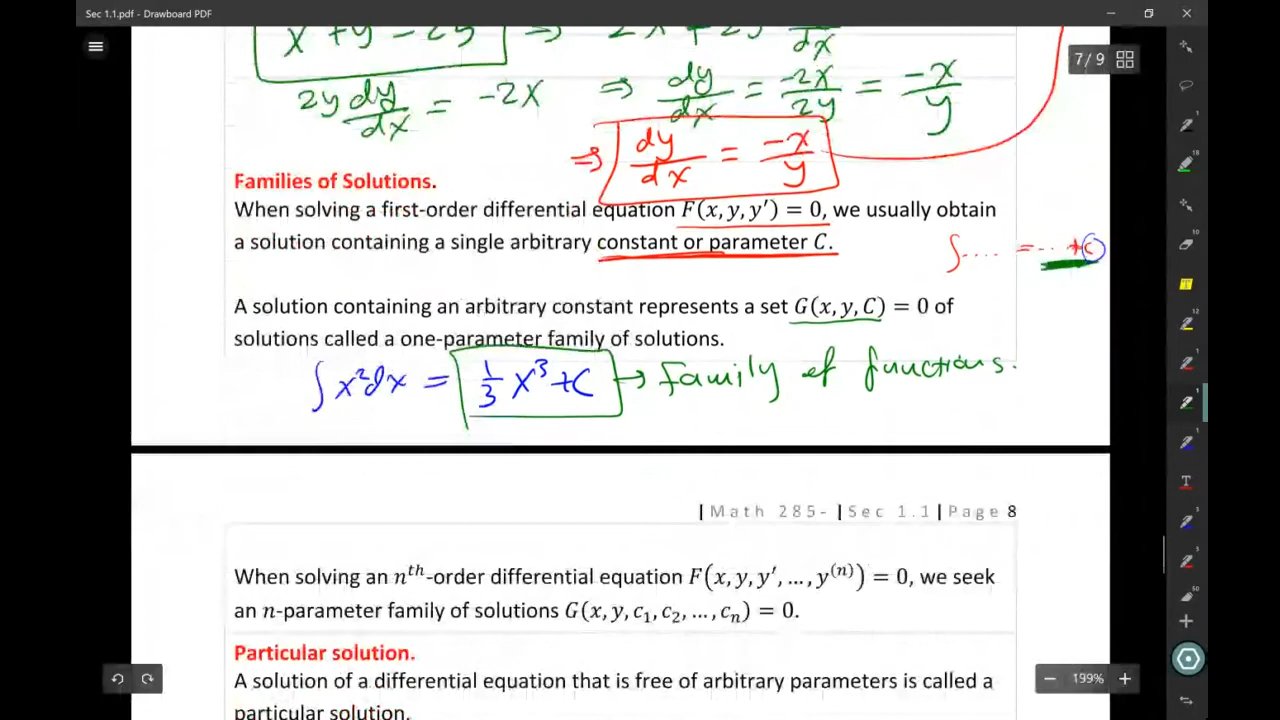 Sec 1.1.pdf - Drawboard PDF
7/9
2y dy/dx = -2x ⇒ dy/dx = -2x/2y = -x/y
⇒ dy/dx = -x/y
Families of Solutions.
When solving a first-order differential equation F(x, y, y′) = 0, we usually obtain
a solution containing a single arbitrary constant or parameter C.
∫.... = ... +c
A solution containing an arbitrary constant represents a set G(x, y, C) = 0 of
solutions called a one-parameter family of solutions.
∫x²dx = 1/3 x³ + C → Family of functions.
| Math 285- | Sec 1.1 | Page 8
When solving an nᵗʰ-order differential equation F(x, y, y′, ..., y⁽ⁿ⁾) = 0, we seek
an n-parameter family of solutions G(x, y, c₁, c₂, ..., cₙ) = 0.
Particular solution.
A solution of a differential equation that is free of arbitrary parameters is called a
particular solution.
199%